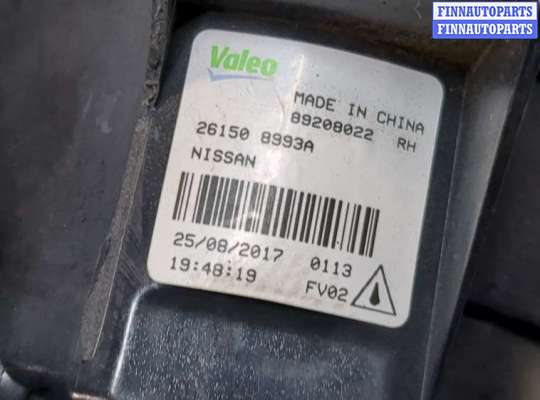 FINNAUTOPARTS
FINNAUTOPARTS
Valeo
MADE IN CHINA
89208022 RH
26150 8993A
NISSAN
25/08/2017 0113
19:48:19 FV02